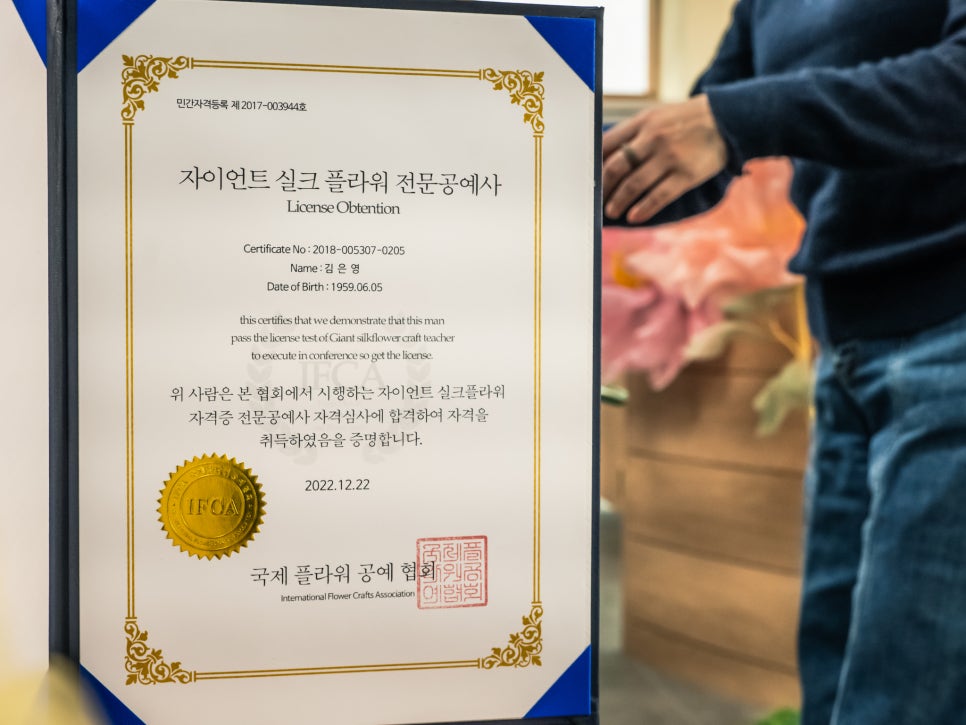 민간자격등록 제 2017-003944호
자이언트 실크 플라워 전문공예사
License Obtention
Certificate No : 2018-005307-0205
Name : 김 은 영
Date of Birth : 1959.06.05
this certifies that we demonstrate that this man
pass the license test of Giant silkflower craft teacher
to execute in conference so get the license.
IFCA
위 사람은 본 협회에서 시행하는 자이언트 실크플라워
자격증 전문공예사 자격심사에 합격하여 자격을
취득하였음을 증명합니다.
2022.12.22
IFCA
국제 플라워 공예 협회
International Flower Crafts Association